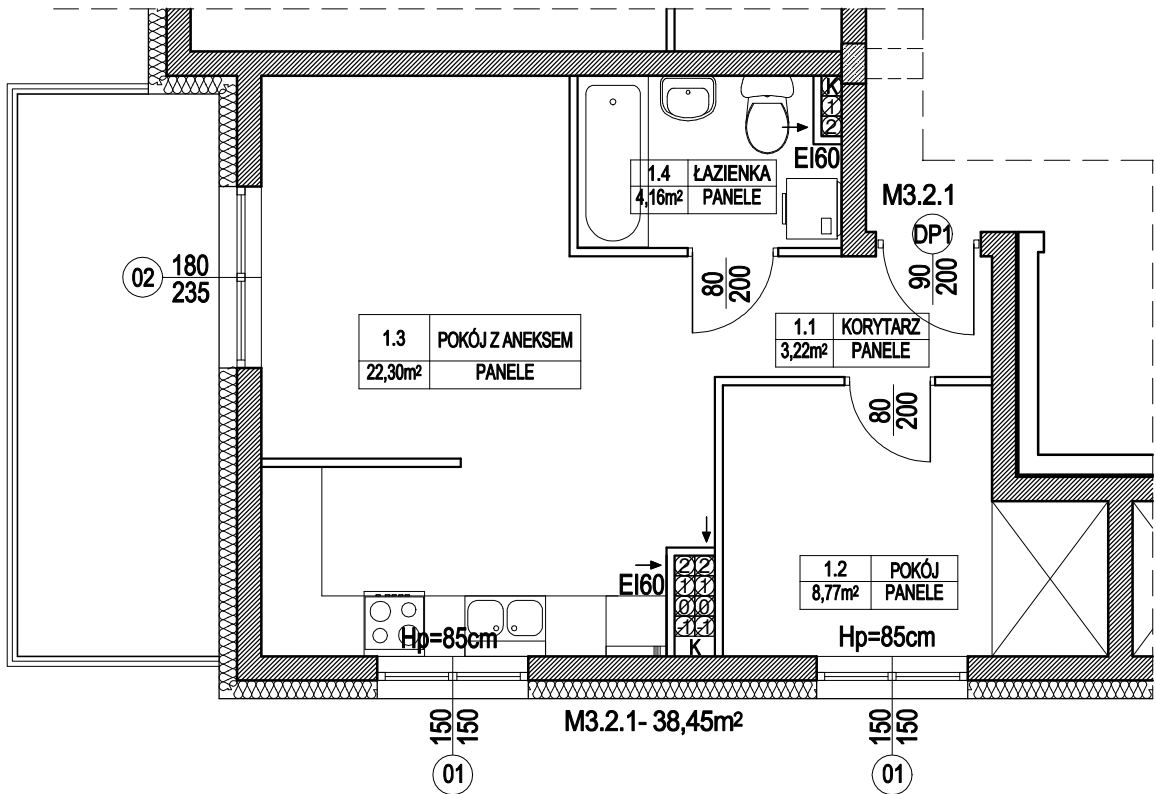 K
1
2
EI60
1.4 ŁAZIENKA
4,16m² PANELE
M3.2.1
DP1
90
200
80
200
02
180
235
1.3 POKÓJ Z ANEKSEM
22,30m² PANELE
1.1 KORYTARZ
3,22m² PANELE
80
200
EI60
2 2
1 1
0 0
-1 -1
K
1.2 POKÓJ
8,77m² PANELE
Hp=85cm
Hp=85cm
M3.2.1- 38,45m²
150
150
01
150
150
01